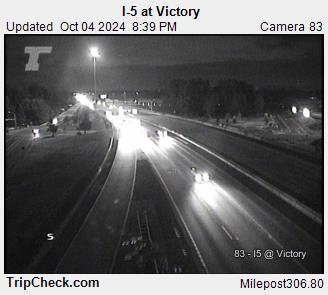 I-5 at Victory
Updated Oct 04 2024 8:39 PM Camera 83
T
S
83 - I5 @ Victory
TripCheck.com Milepost306.80